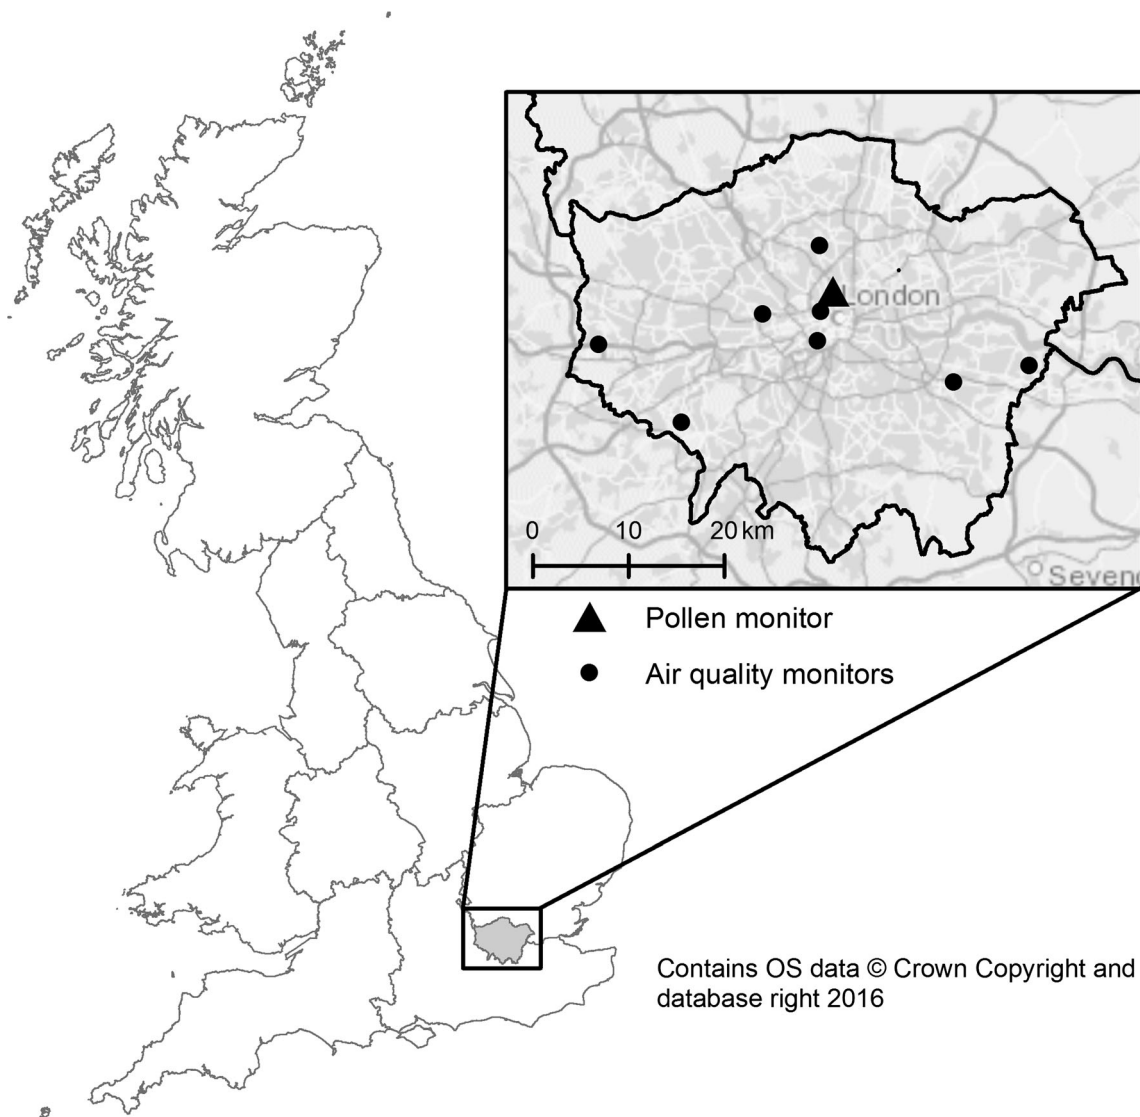 London
0 10 20 km
Seven
Pollen monitor
Air quality monitors
Contains OS data © Crown Copyright and
database right 2016